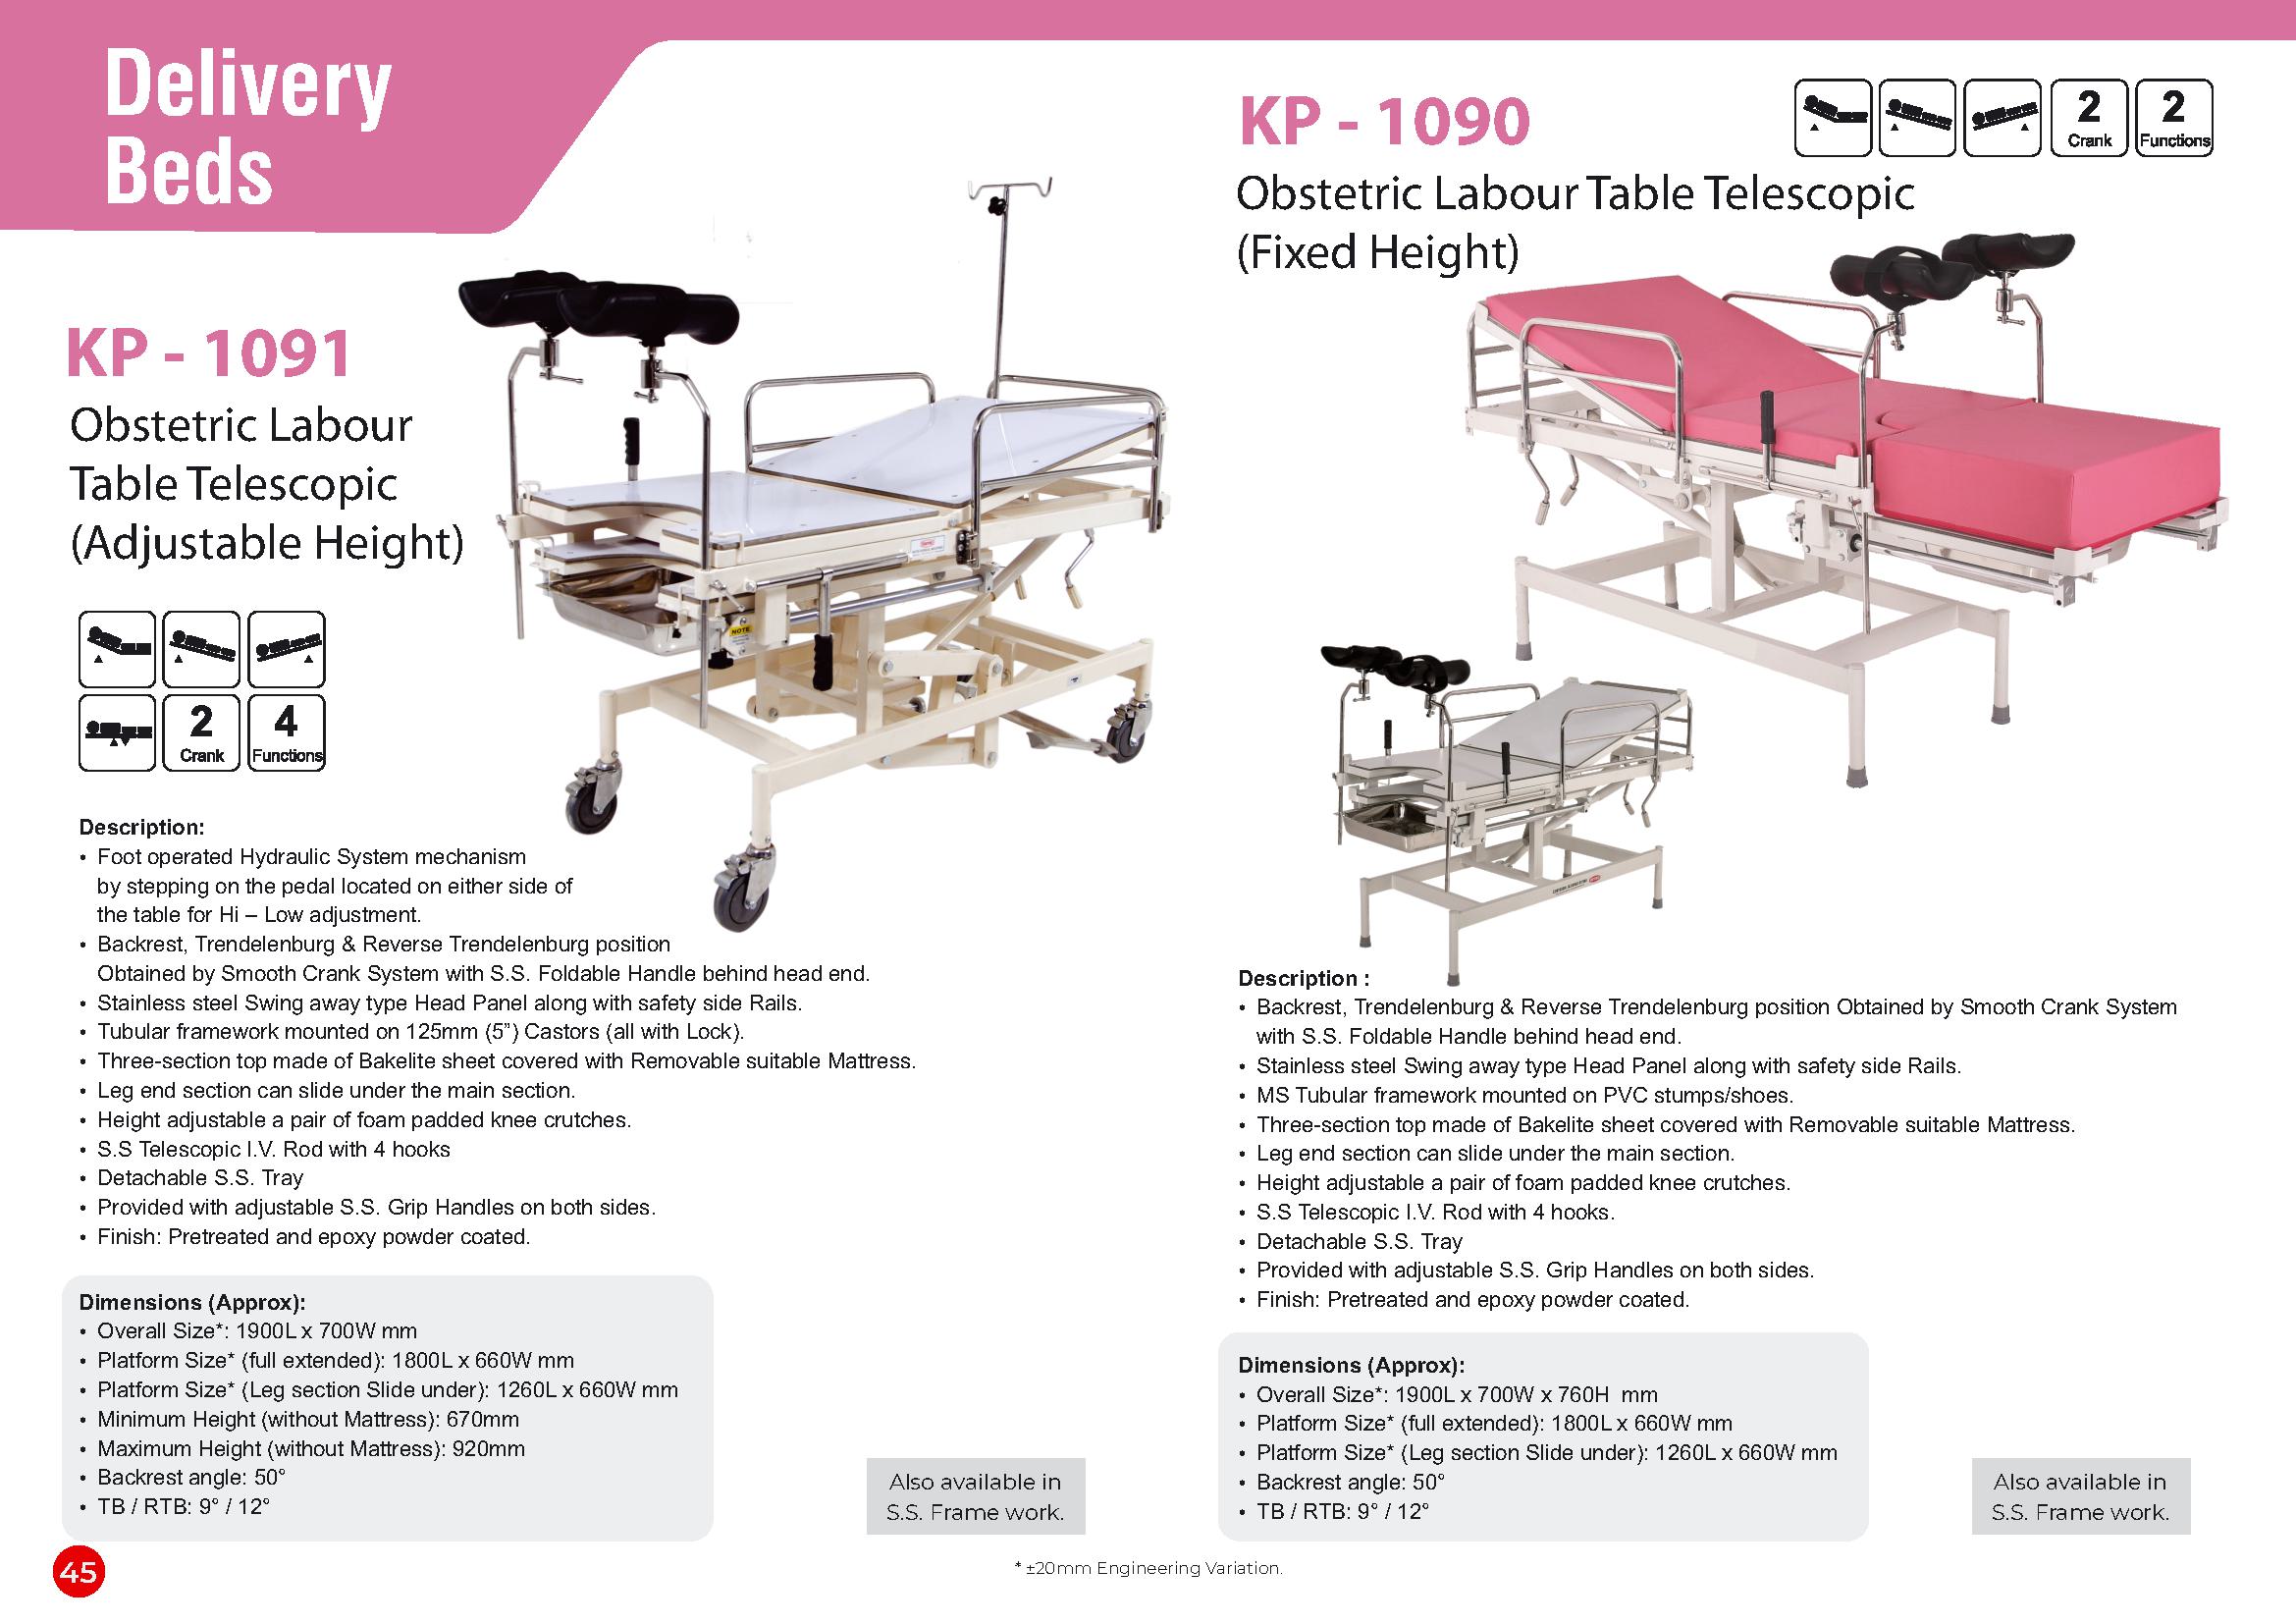 Delivery
Beds
KP - 1091
Obstetric Labour
Table Telescopic
(Adjustable Height)
2
Crank
4
Functions
NOTE
Description:
• Foot operated Hydraulic System mechanism
by stepping on the pedal located on either side of
the table for Hi – Low adjustment.
• Backrest, Trendelenburg & Reverse Trendelenburg position
Obtained by Smooth Crank System with S.S. Foldable Handle behind head end.
• Stainless steel Swing away type Head Panel along with safety side Rails.
• Tubular framework mounted on 125mm (5”) Castors (all with Lock).
• Three-section top made of Bakelite sheet covered with Removable suitable Mattress.
• Leg end section can slide under the main section.
• Height adjustable a pair of foam padded knee crutches.
• S.S Telescopic I.V. Rod with 4 hooks
• Detachable S.S. Tray
• Provided with adjustable S.S. Grip Handles on both sides.
• Finish: Pretreated and epoxy powder coated.
Dimensions (Approx):
• Overall Size*: 1900L x 700W mm
• Platform Size* (full extended): 1800L x 660W mm
• Platform Size* (Leg section Slide under): 1260L x 660W mm
• Minimum Height (without Mattress): 670mm
• Maximum Height (without Mattress): 920mm
• Backrest angle: 50°
• TB / RTB: 9° / 12°
Also available in
S.S. Frame work.
KP - 1090
2
Crank
2
Functions
Obstetric Labour Table Telescopic
(Fixed Height)
Description :
• Backrest, Trendelenburg & Reverse Trendelenburg position Obtained by Smooth Crank System
with S.S. Foldable Handle behind head end.
• Stainless steel Swing away type Head Panel along with safety side Rails.
• MS Tubular framework mounted on PVC stumps/shoes.
• Three-section top made of Bakelite sheet covered with Removable suitable Mattress.
• Leg end section can slide under the main section.
• Height adjustable a pair of foam padded knee crutches.
• S.S Telescopic I.V. Rod with 4 hooks.
• Detachable S.S. Tray
• Provided with adjustable S.S. Grip Handles on both sides.
• Finish: Pretreated and epoxy powder coated.
Dimensions (Approx):
• Overall Size*: 1900L x 700W x 760H mm
• Platform Size* (full extended): 1800L x 660W mm
• Platform Size* (Leg section Slide under): 1260L x 660W mm
• Backrest angle: 50°
• TB / RTB: 9° / 12°
Also available in
S.S. Frame work.
45
* ±20mm Engineering Variation.